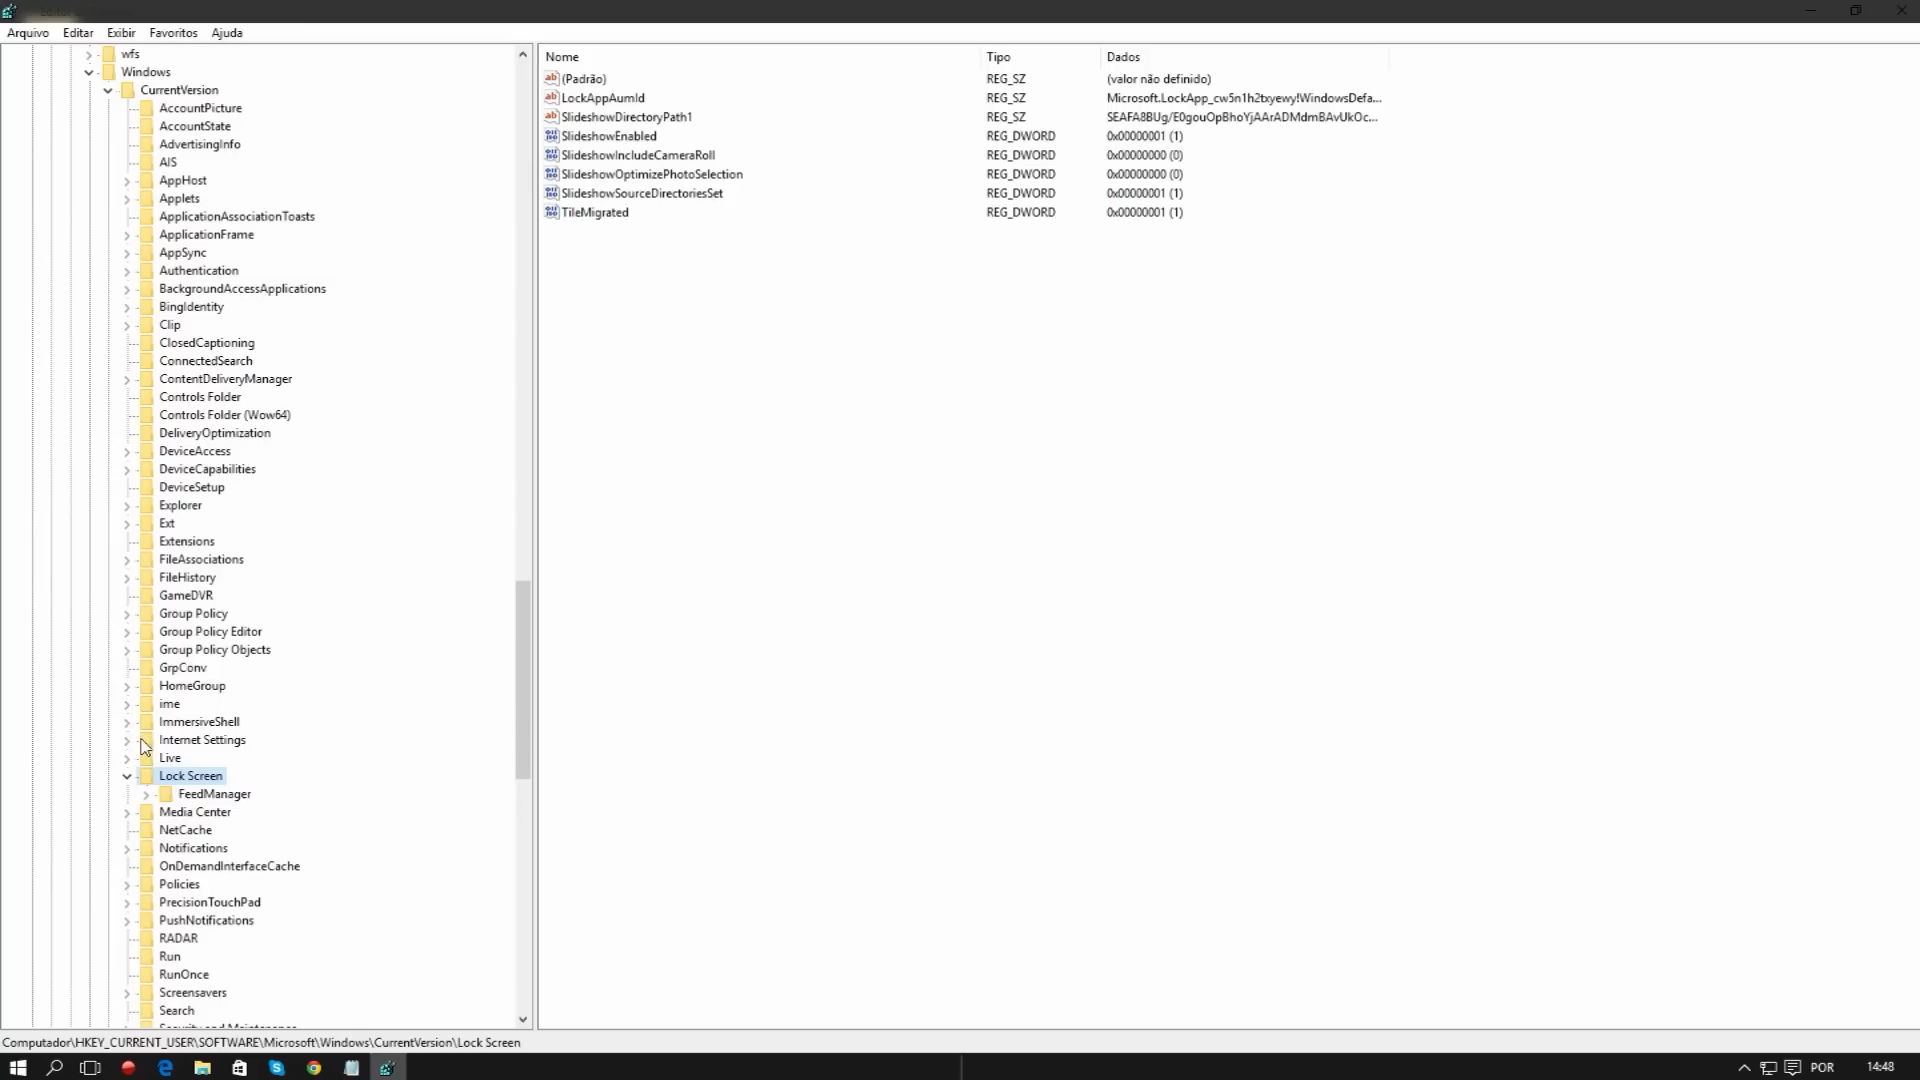 Arquivo Editar Exibir Favoritos Ajuda
wfs
Windows
CurrentVersion
AccountPicture
AccountState
AdvertisingInfo
AIS
AppHost
Applets
ApplicationAssociationToasts
ApplicationFrame
AppSync
Authentication
BackgroundAccessApplications
BingIdentity
Clip
ClosedCaptioning
ConnectedSearch
ContentDeliveryManager
Controls Folder
Controls Folder (Wow64)
DeliveryOptimization
DeviceAccess
DeviceCapabilities
DeviceSetup
Explorer
Ext
Extensions
FileAssociations
FileHistory
GameDVR
Group Policy
Group Policy Editor
Group Policy Objects
GrpConv
HomeGroup
ime
ImmersiveShell
Internet Settings
Live
Lock Screen
FeedManager
Media Center
NetCache
Notifications
OnDemandInterfaceCache
Policies
PrecisionTouchPad
PushNotifications
RADAR
Run
RunOnce
Screensavers
Search
Security and Maintenance
Nome Tipo Dados
(Padrão) REG_SZ (valor não definido)
LockAppAumId REG_SZ Microsoft.LockApp_cw5n1h2txyewy!WindowsDefa...
SlideshowDirectoryPath1 REG_SZ SEAFA8BUg/E0gouOpBhoYjAArADMdmBAvUkOc...
SlideshowEnabled REG_DWORD 0x00000001 (1)
SlideshowIncludeCameraRoll REG_DWORD 0x00000000 (0)
SlideshowOptimizePhotoSelection REG_DWORD 0x00000000 (0)
SlideshowSourceDirectoriesSet REG_DWORD 0x00000001 (1)
TileMigrated REG_DWORD 0x00000001 (1)
Computador\HKEY_CURRENT_USER\SOFTWARE\Microsoft\Windows\CurrentVersion\Lock Screen
POR 14:48